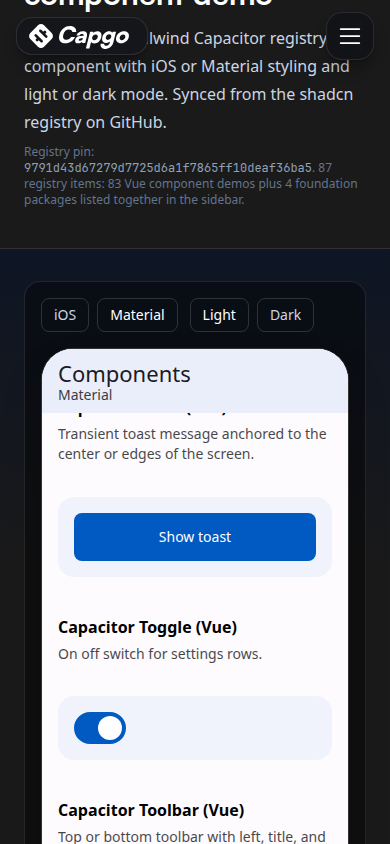 component demo
Capgo
lwind Capacitor registry
component with iOS or Material styling and
light or dark mode. Synced from the shadcn
registry on GitHub.
Registry pin:
9791d43d67279d7725d6a1f7865ff10deaf36ba5. 87
registry items: 83 Vue component demos plus 4 foundation
packages listed together in the sidebar.
iOS
Material
Light
Dark
Components
Material
Transient toast message anchored to the
center or edges of the screen.
Show toast
Capacitor Toggle (Vue)
On off switch for settings rows.
Capacitor Toolbar (Vue)
Top or bottom toolbar with left, title, and